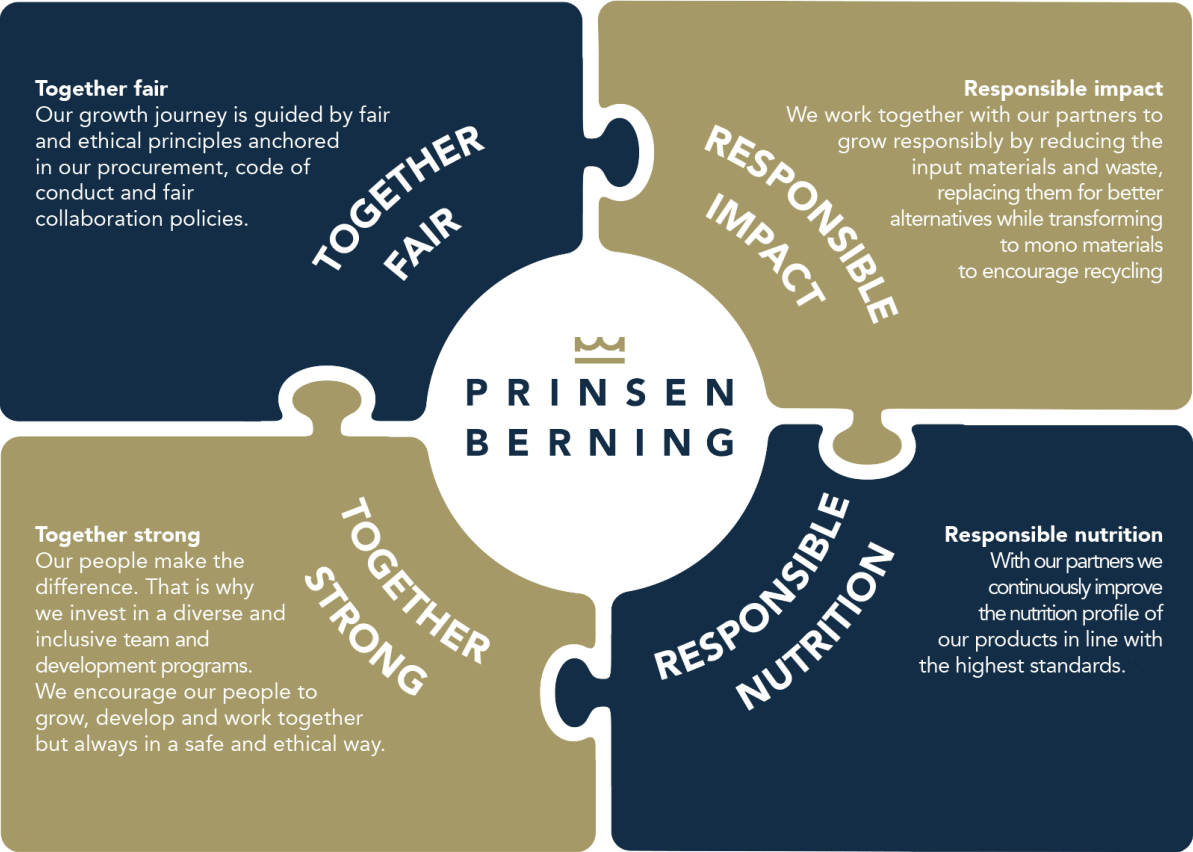 Together fair
Our growth journey is guided by fair
and ethical principles anchored
in our procurement, code of
conduct and fair
collaboration policies.
TOGETHER
FAIR
Responsible impact
We work together with our partners to
grow responsibly by reducing the
input materials and waste,
replacing them for better
alternatives while transforming
to mono materials
to encourage recycling
RESPONSIBLE
IMPACT
PRINSEN
BERNING
Together strong
Our people make the
difference. That is why
we invest in a diverse and
inclusive team and
development programs.
We encourage our people to
grow, develop and work together
but always in a safe and ethical way.
TOGETHER
STRONG
Responsible nutrition
With our partners we
continuously improve
the nutrition profile of
our products in line with
the highest standards.
RESPONSIBLE
NUTRITION